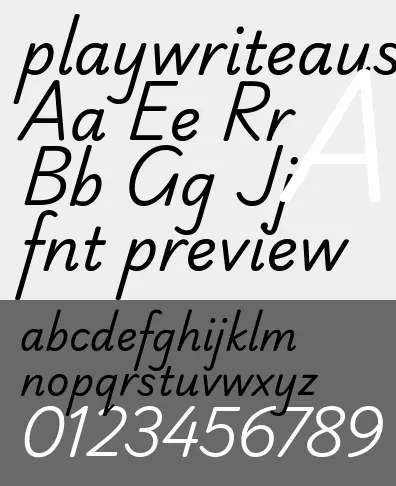 playwriteaus
Aa Ee Rr
A
Bb Gg Jj
fnt preview
abcdefghijklm
nopqrstuvwxyz
0123456789